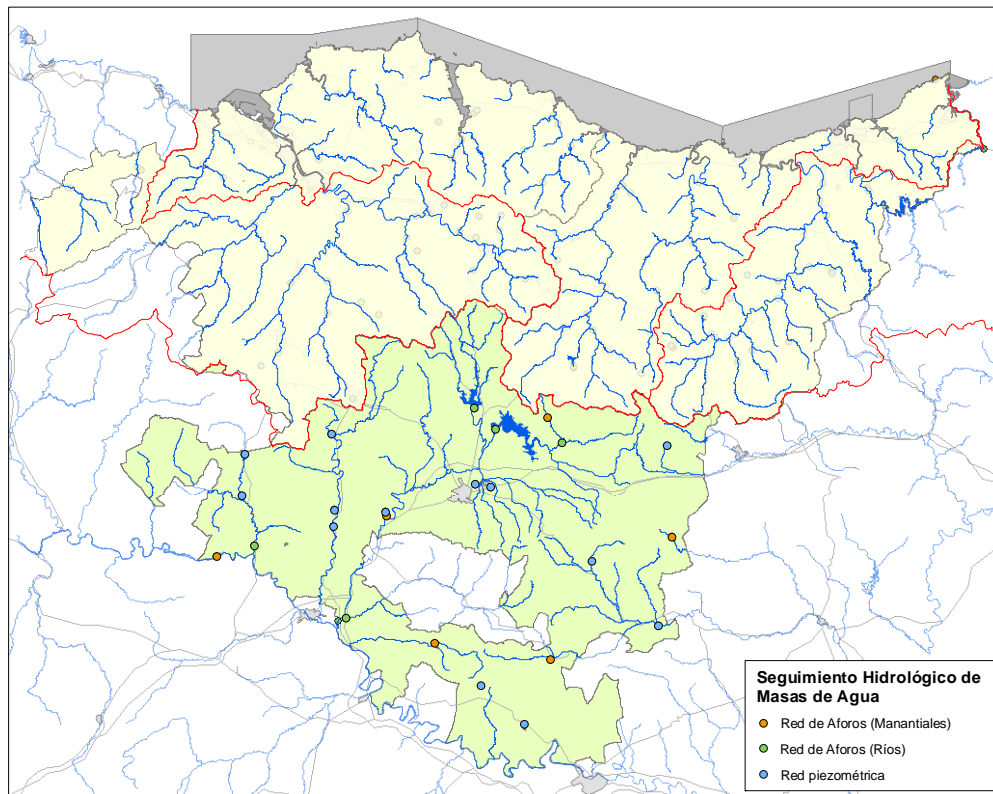 Seguimiento Hidrológico de
Masas de Agua
Red de Aforos (Manantiales)
Red de Aforos (Ríos)
Red piezométrica